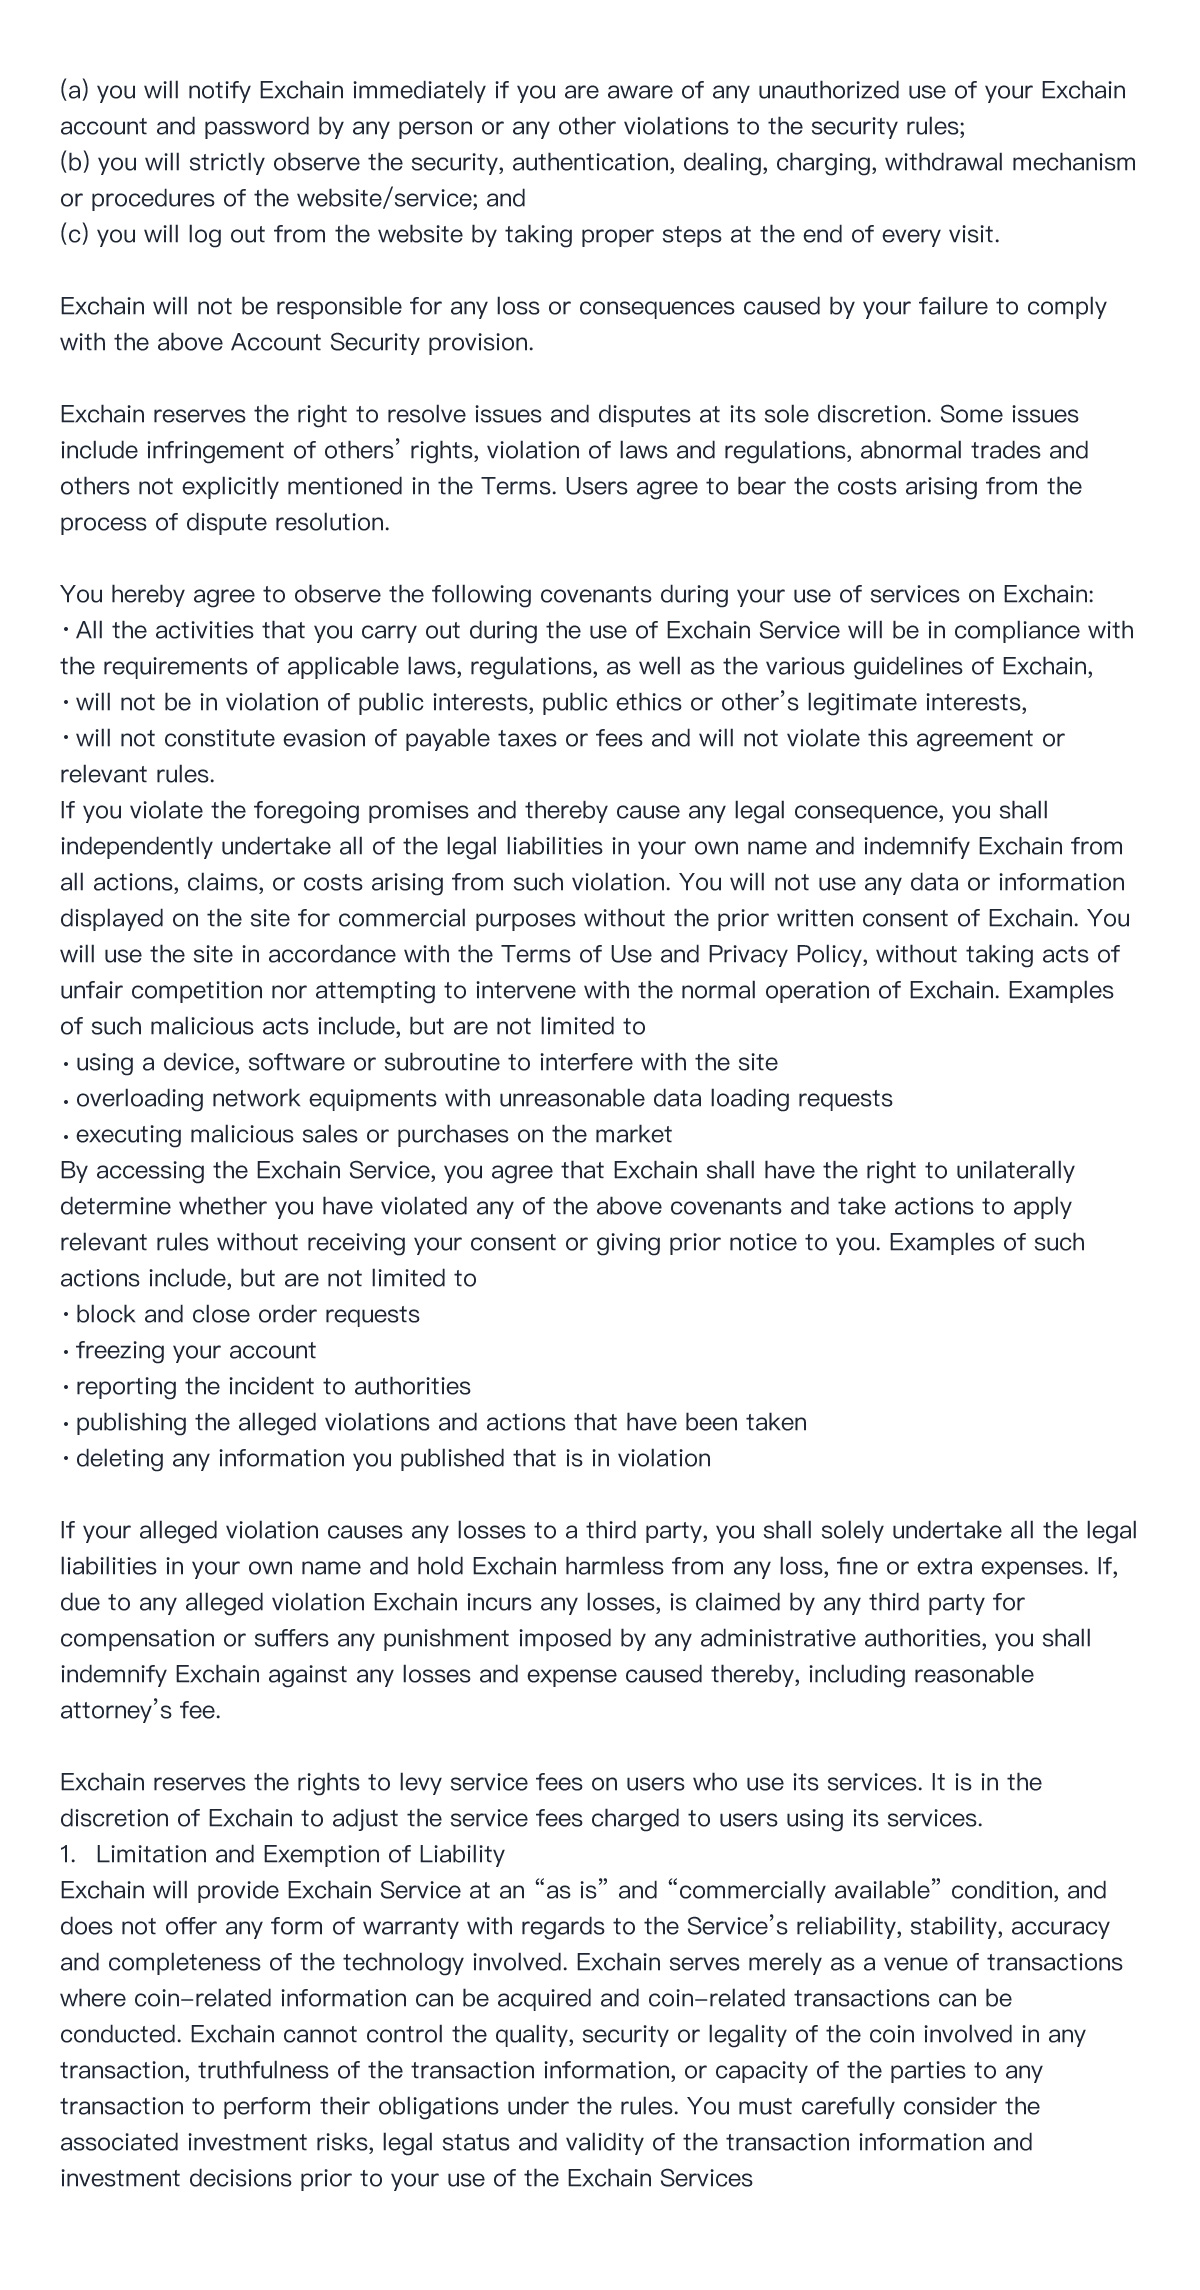 (a) you will notify Exchain immediately if you are aware of any unauthorized use of your Exchain
account and password by any person or any other violations to the security rules;
(b) you will strictly observe the security, authentication, dealing, charging, withdrawal mechanism
or procedures of the website/service; and
(c) you will log out from the website by taking proper steps at the end of every visit.
Exchain will not be responsible for any loss or consequences caused by your failure to comply
with the above Account Security provision.
Exchain reserves the right to resolve issues and disputes at its sole discretion. Some issues
include infringement of others’ rights, violation of laws and regulations, abnormal trades and
others not explicitly mentioned in the Terms. Users agree to bear the costs arising from the
process of dispute resolution.
You hereby agree to observe the following covenants during your use of services on Exchain:
· All the activities that you carry out during the use of Exchain Service will be in compliance with
the requirements of applicable laws, regulations, as well as the various guidelines of Exchain,
· will not be in violation of public interests, public ethics or other’s legitimate interests,
· will not constitute evasion of payable taxes or fees and will not violate this agreement or
relevant rules.
If you violate the foregoing promises and thereby cause any legal consequence, you shall
independently undertake all of the legal liabilities in your own name and indemnify Exchain from
all actions, claims, or costs arising from such violation. You will not use any data or information
displayed on the site for commercial purposes without the prior written consent of Exchain. You
will use the site in accordance with the Terms of Use and Privacy Policy, without taking acts of
unfair competition nor attempting to intervene with the normal operation of Exchain. Examples
of such malicious acts include, but are not limited to
· using a device, software or subroutine to interfere with the site
· overloading network equipments with unreasonable data loading requests
· executing malicious sales or purchases on the market
By accessing the Exchain Service, you agree that Exchain shall have the right to unilaterally
determine whether you have violated any of the above covenants and take actions to apply
relevant rules without receiving your consent or giving prior notice to you. Examples of such
actions include, but are not limited to
· block and close order requests
· freezing your account
· reporting the incident to authorities
· publishing the alleged violations and actions that have been taken
· deleting any information you published that is in violation
If your alleged violation causes any losses to a third party, you shall solely undertake all the legal
liabilities in your own name and hold Exchain harmless from any loss, fine or extra expenses. If,
due to any alleged violation Exchain incurs any losses, is claimed by any third party for
compensation or suffers any punishment imposed by any administrative authorities, you shall
indemnify Exchain against any losses and expense caused thereby, including reasonable
attorney’s fee.
Exchain reserves the rights to levy service fees on users who use its services. It is in the
discretion of Exchain to adjust the service fees charged to users using its services.
1. Limitation and Exemption of Liability
Exchain will provide Exchain Service at an “as is” and “commercially available” condition, and
does not offer any form of warranty with regards to the Service’s reliability, stability, accuracy
and completeness of the technology involved. Exchain serves merely as a venue of transactions
where coin–related information can be acquired and coin–related transactions can be
conducted. Exchain cannot control the quality, security or legality of the coin involved in any
transaction, truthfulness of the transaction information, or capacity of the parties to any
transaction to perform their obligations under the rules. You must carefully consider the
associated investment risks, legal status and validity of the transaction information and
investment decisions prior to your use of the Exchain Services